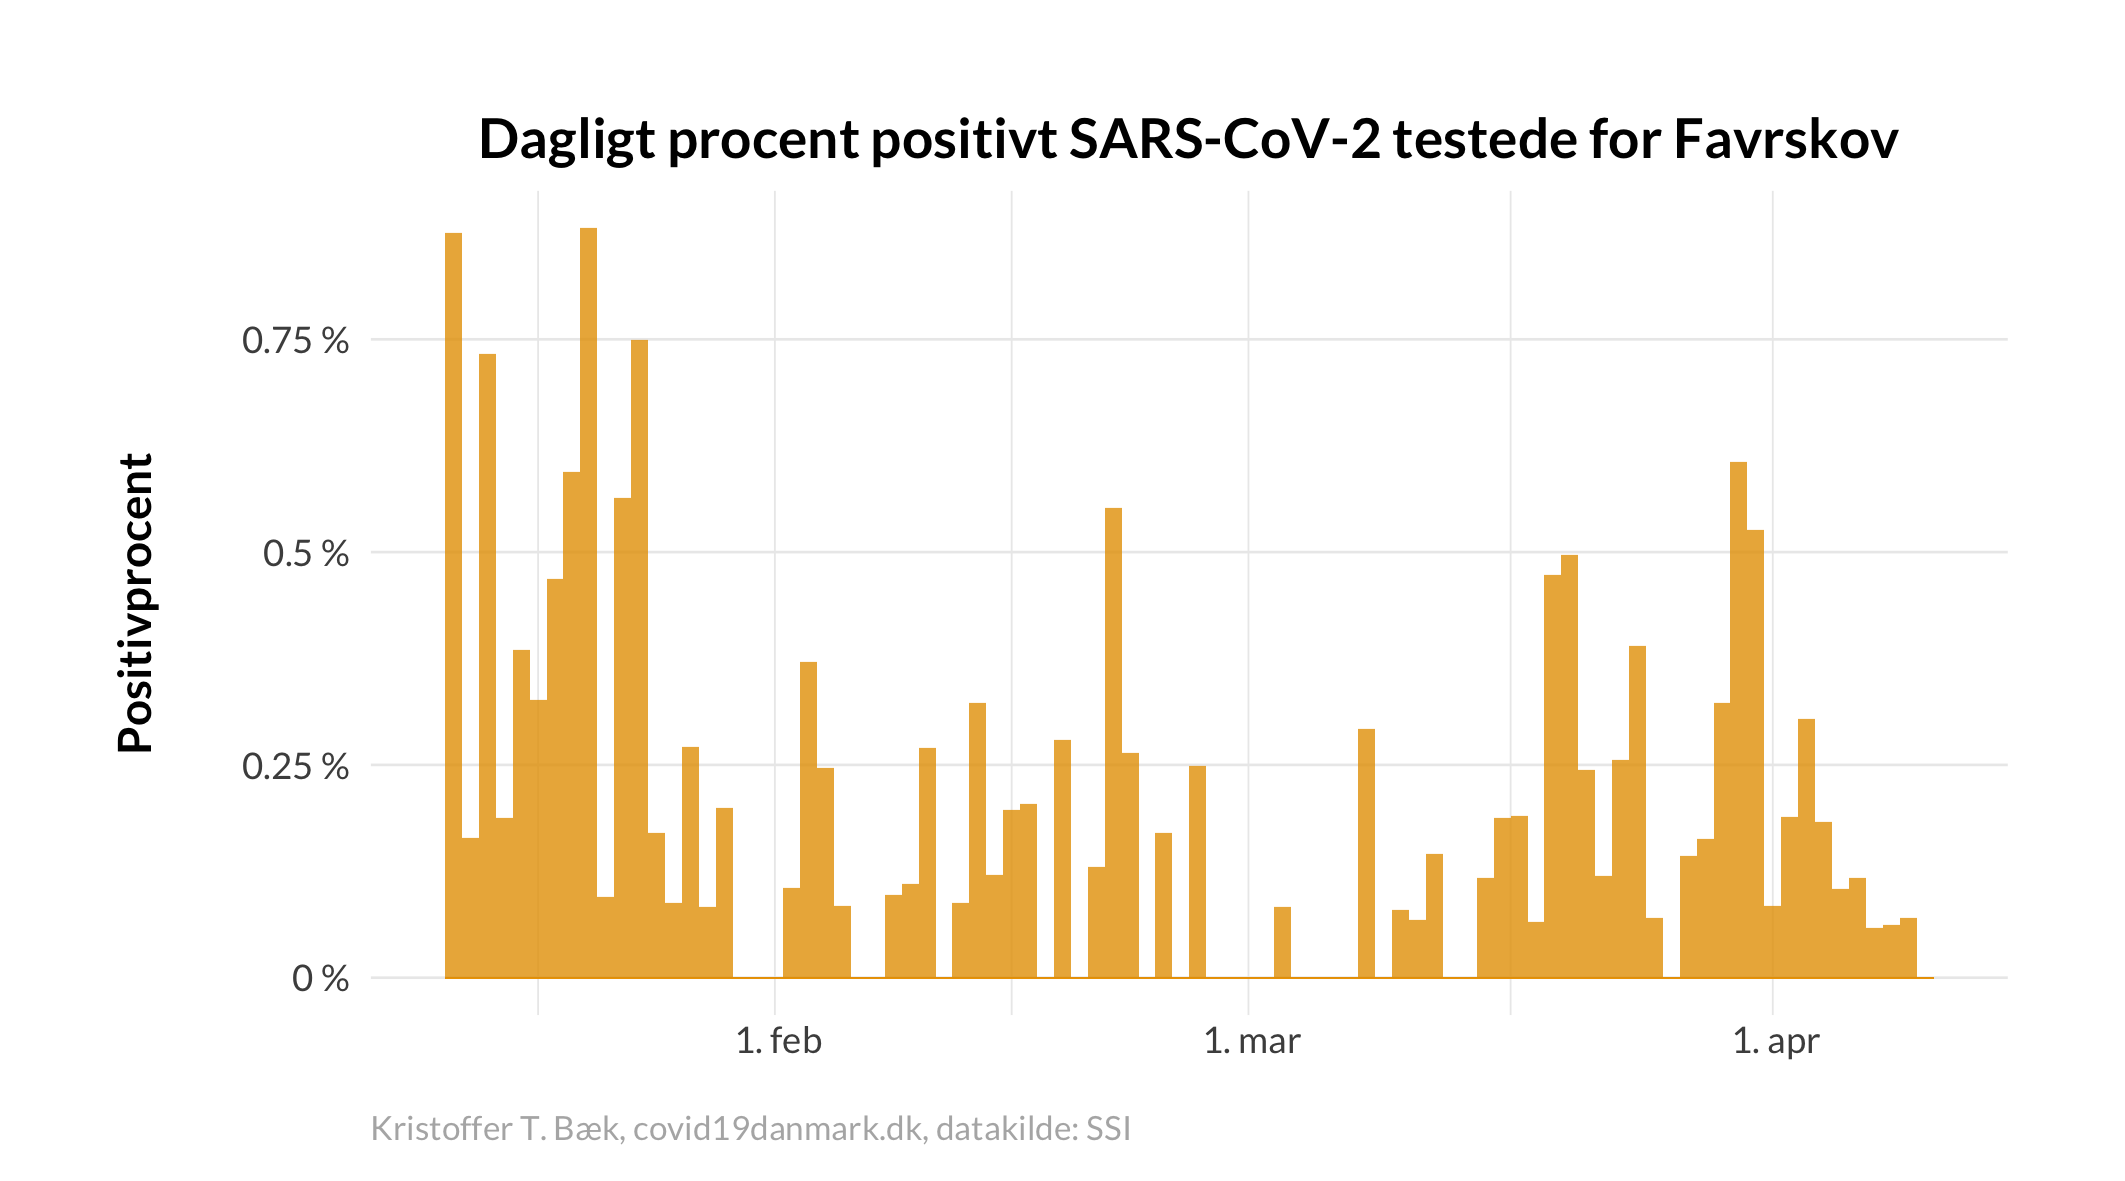 Dagligt procent positivt SARS-CoV-2 testede for Favrskov
Positivprocent
0.75 %
0.5 %
0.25 %
0 %
1. feb
1. mar
1. apr
Kristoffer T. Bæk, covid19danmark.dk, datakilde: SSI